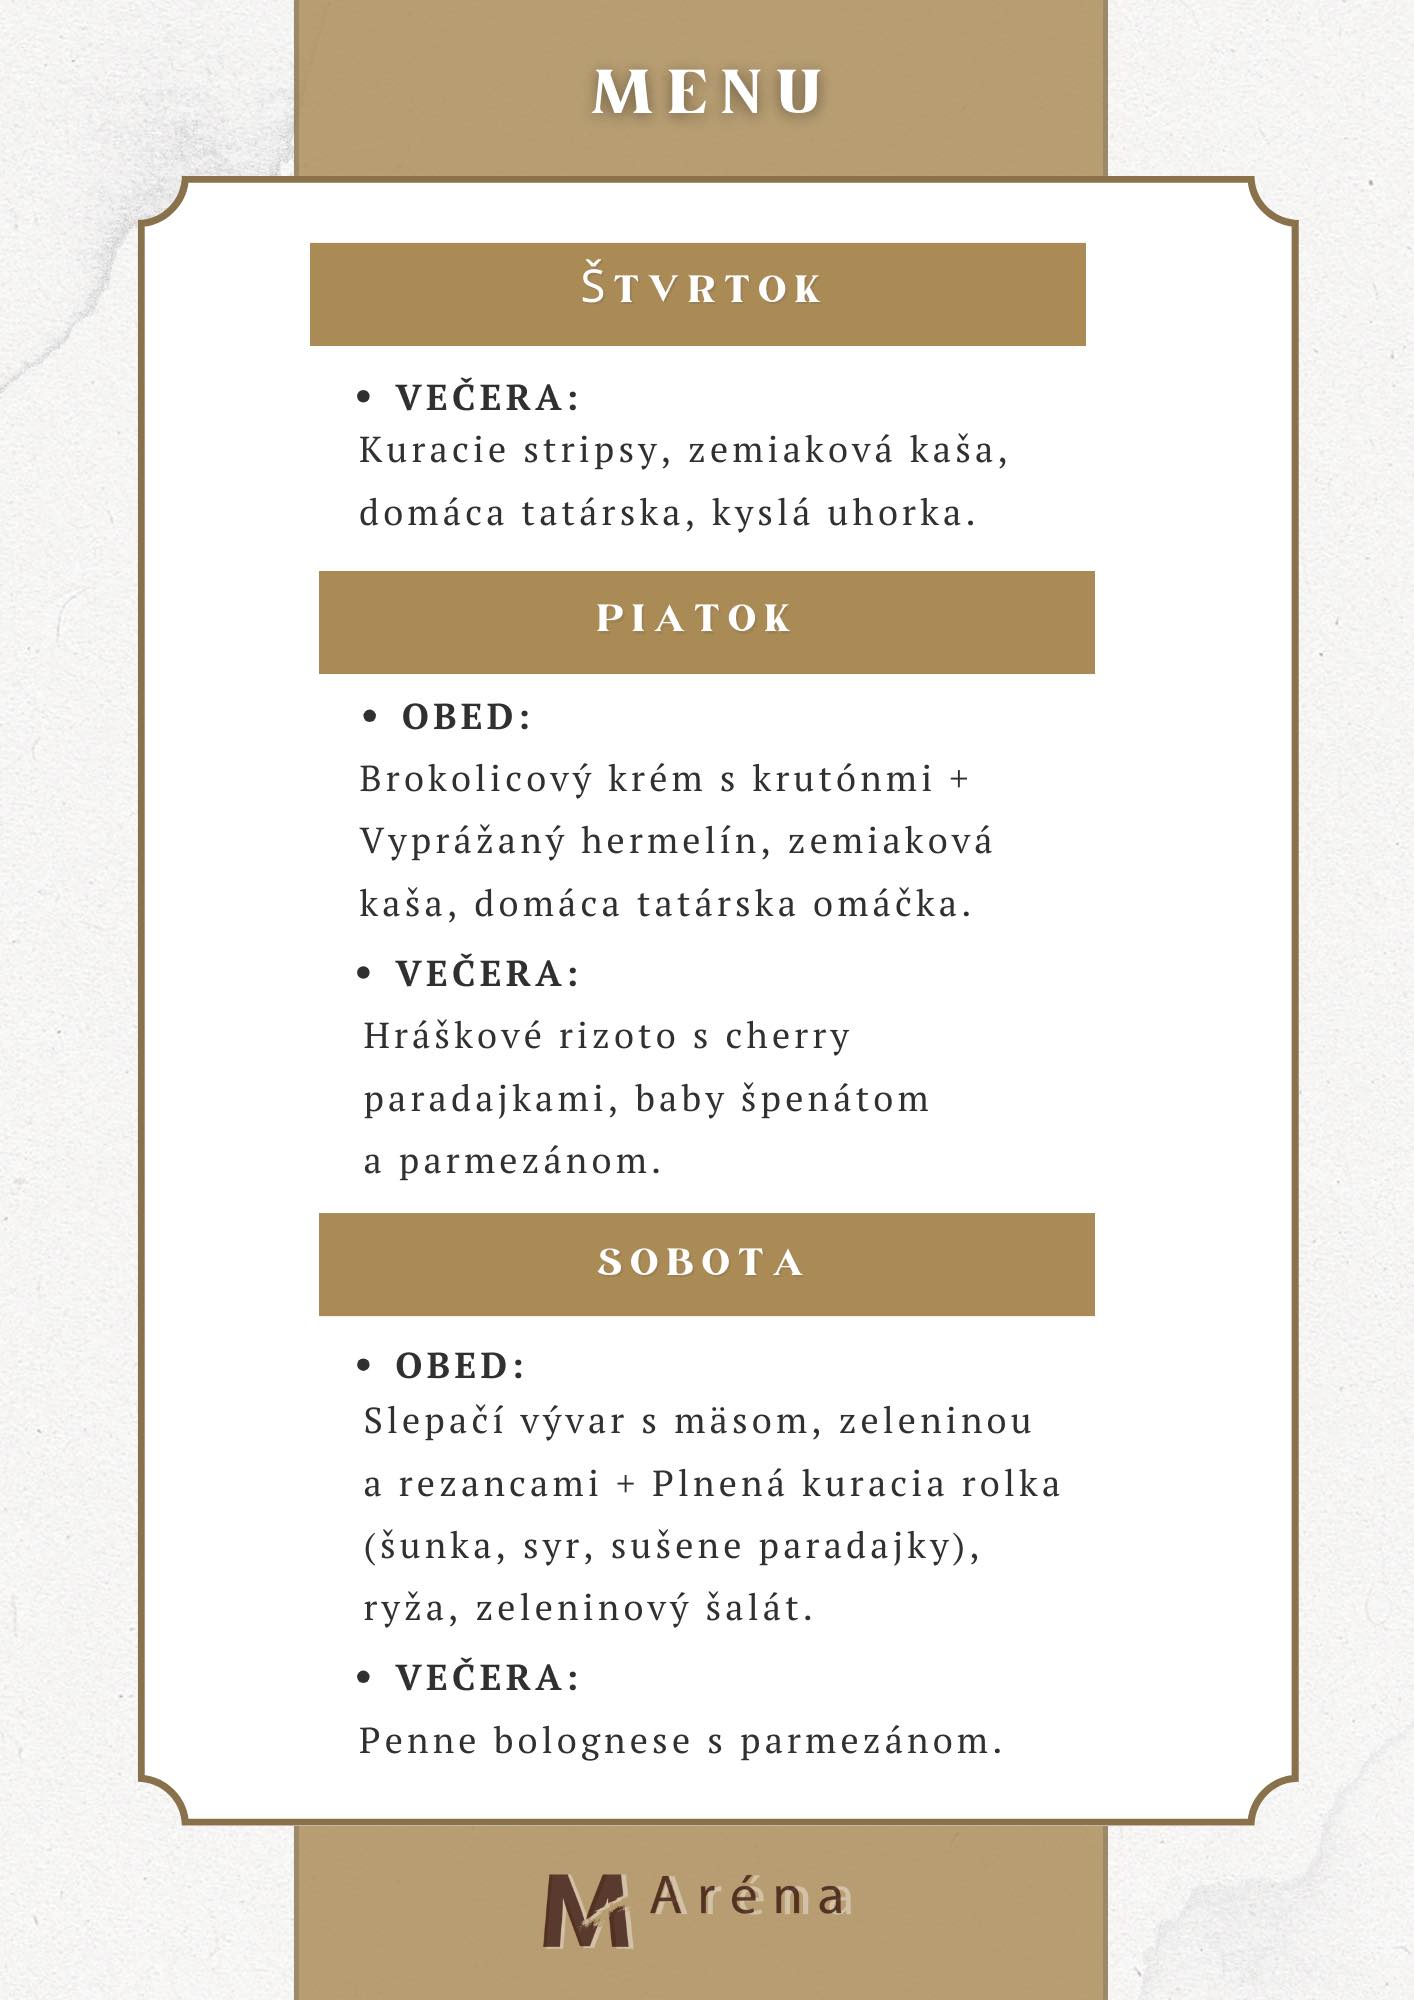 MENU
ŠTVRTOK
• VEČERA:
Kuracie stripsy, zemiaková kaša,
domáca tatárska, kyslá uhorka.
PIATOK
• OBED:
Brokolicový krém s krutónmi +
Vyprážaný hermelín, zemiaková
kaša, domáca tatárska omáčka.
• VEČERA:
Hráškové rizoto s cherry
paradajkami, baby špenátom
a parmezánom.
SOBOTA
• OBED:
Slepačí vývar s mäsom, zeleninou
a rezancami + Plnená kuracia rolka
(šunka, syr, sušene paradajky),
ryža, zeleninový šalát.
• VEČERA:
Penne bolognese s parmezánom.
M Aréna